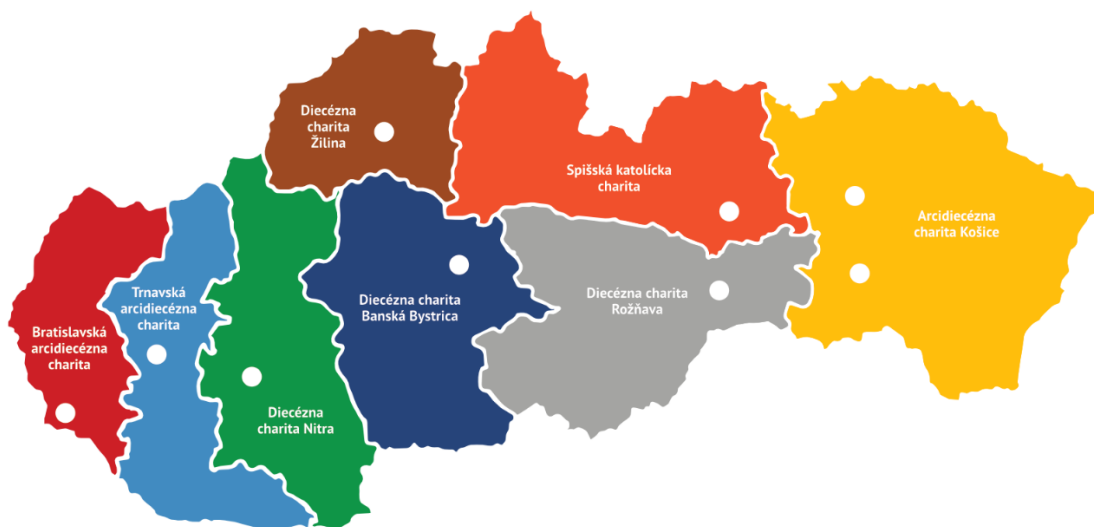 Diecézna
charita
Žilina
Spišská katolícka
charita
Arcidiecézna
charita Košice
Trnavská
arcidiecézna
charita
Diecézna charita
Banská Bystrica
Diecézna charita
Rožňava
Bratislavská
arcidiecézna
charita
Diecézna
charita Nitra